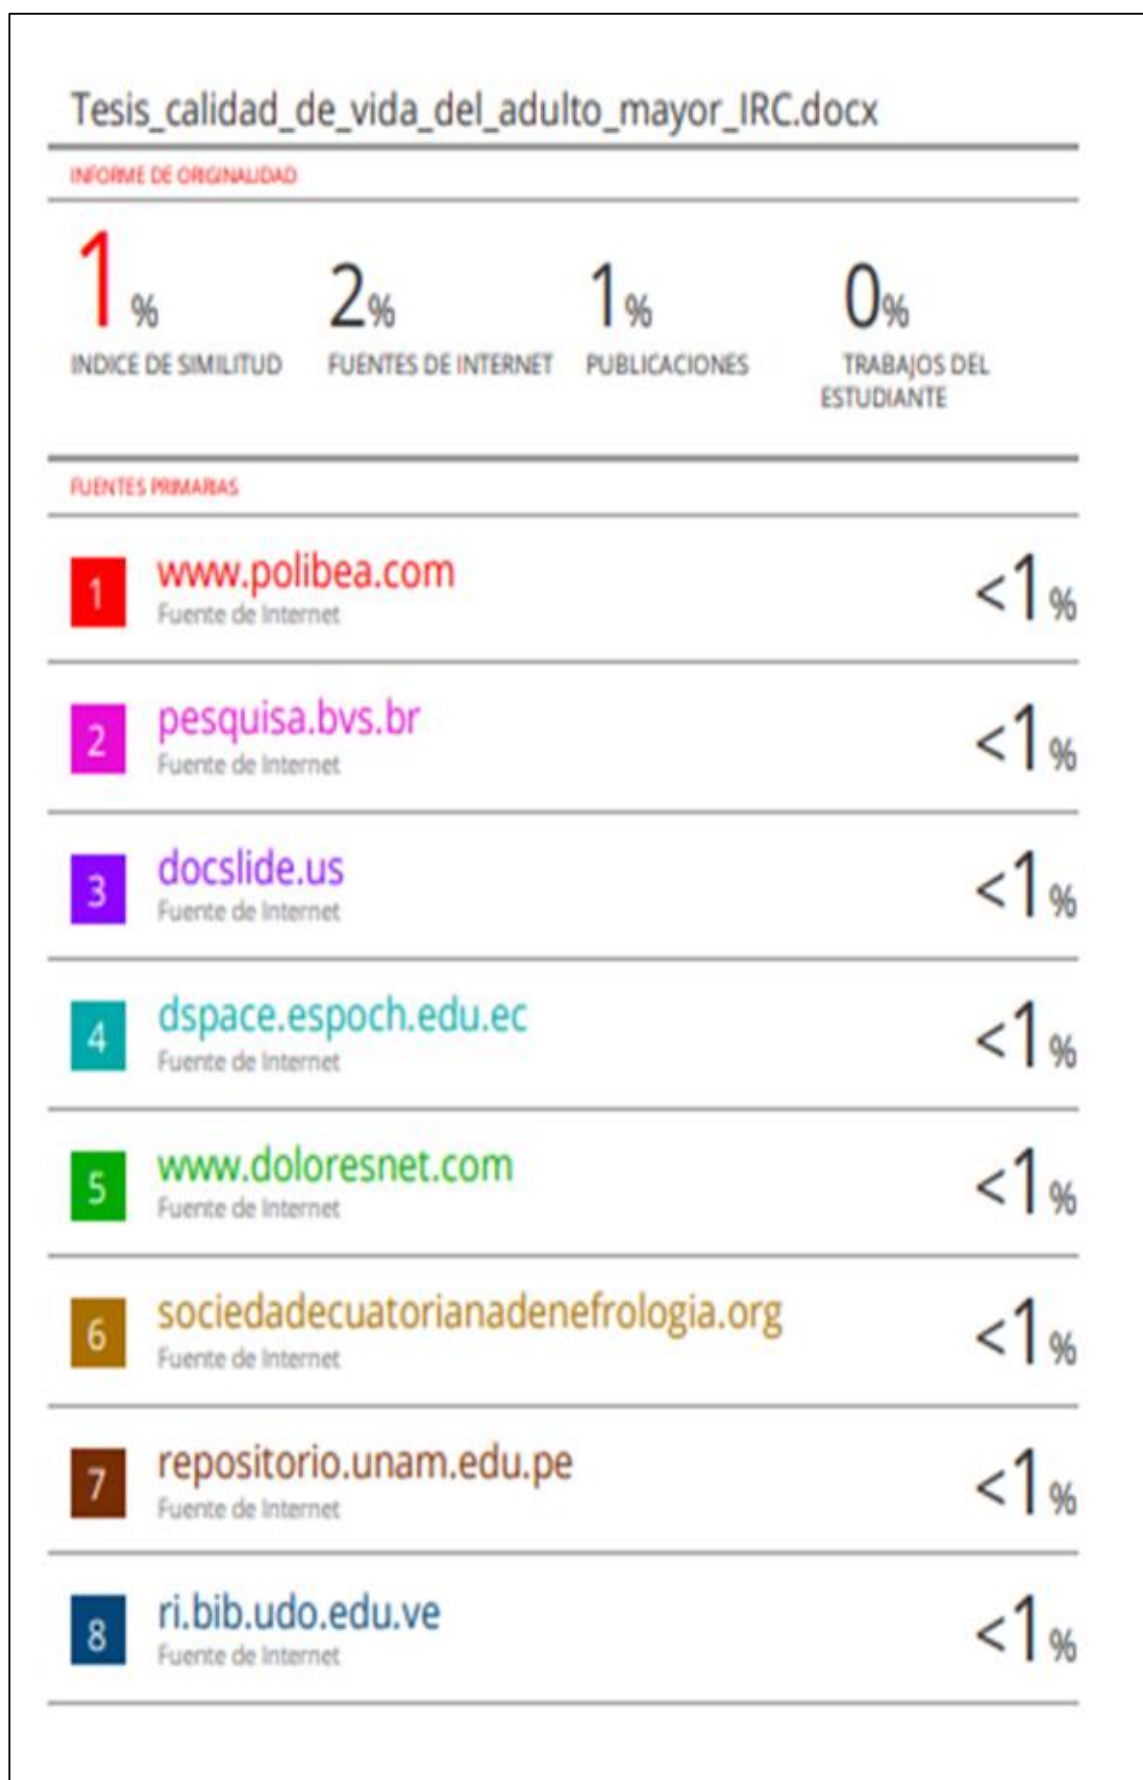 Tesis_calidad_de_vida_del_adulto_mayor_IRC.docx
INFORME DE ORIGINALIDAD
1% 2% 1% 0%
INDICE DE SIMILITUD FUENTES DE INTERNET PUBLICACIONES TRABAJOS DEL
ESTUDIANTE
FUENTES PRIMARIAS
1 www.polibea.com <1%
Fuente de Internet
2 pesquisa.bvs.br <1%
Fuente de Internet
3 docslide.us <1%
Fuente de Internet
4 dspace.espoch.edu.ec <1%
Fuente de Internet
5 www.doloresnet.com <1%
Fuente de Internet
6 sociedadecuatorianadenefrologia.org <1%
Fuente de Internet
7 repositorio.unam.edu.pe <1%
Fuente de Internet
8 ri.bib.udo.edu.ve <1%
Fuente de Internet